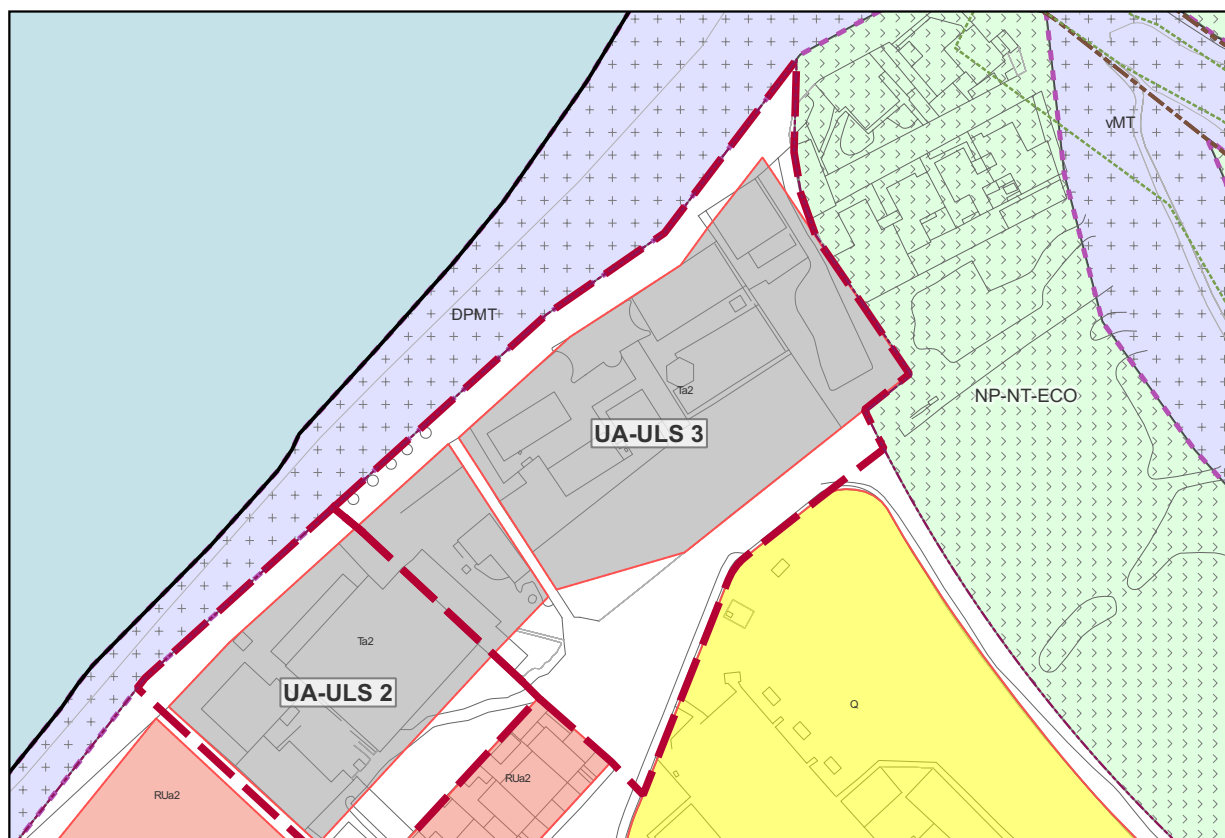 vMT
DPMT
Ta2
NP-NT-ECO
UA-ULS 3
Ta2
UA-ULS 2
Q
RUa2
RUa2